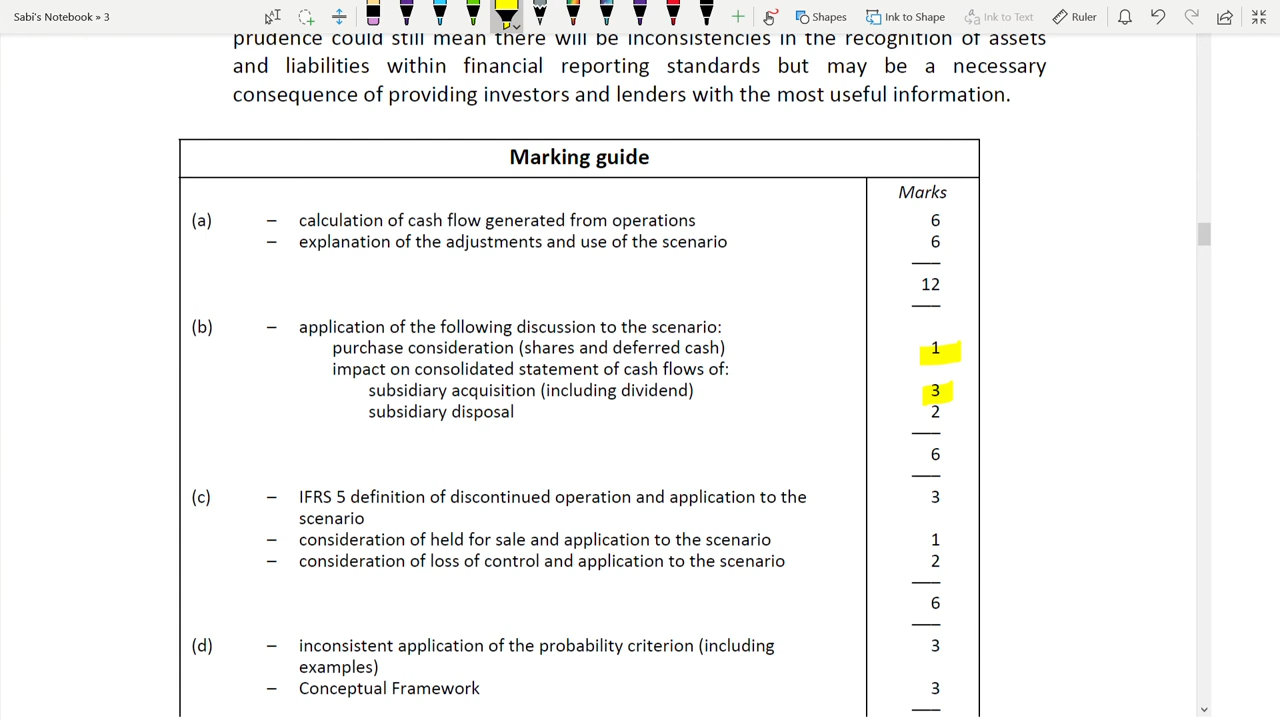 Sabi's Notebook » 3
Shapes
Ink to Shape
Ink to Text
Ruler
prudence could still mean there will be inconsistencies in the recognition of assets
and liabilities within financial reporting standards but may be a necessary
consequence of providing investors and lenders with the most useful information.
Marking guide
Marks
(a) – calculation of cash flow generated from operations 6
– explanation of the adjustments and use of the scenario 6
12
(b) – application of the following discussion to the scenario:
purchase consideration (shares and deferred cash) 1
impact on consolidated statement of cash flows of:
subsidiary acquisition (including dividend) 3
subsidiary disposal 2
6
(c) – IFRS 5 definition of discontinued operation and application to the 3
scenario
– consideration of held for sale and application to the scenario 1
– consideration of loss of control and application to the scenario 2
6
(d) – inconsistent application of the probability criterion (including 3
examples)
– Conceptual Framework 3